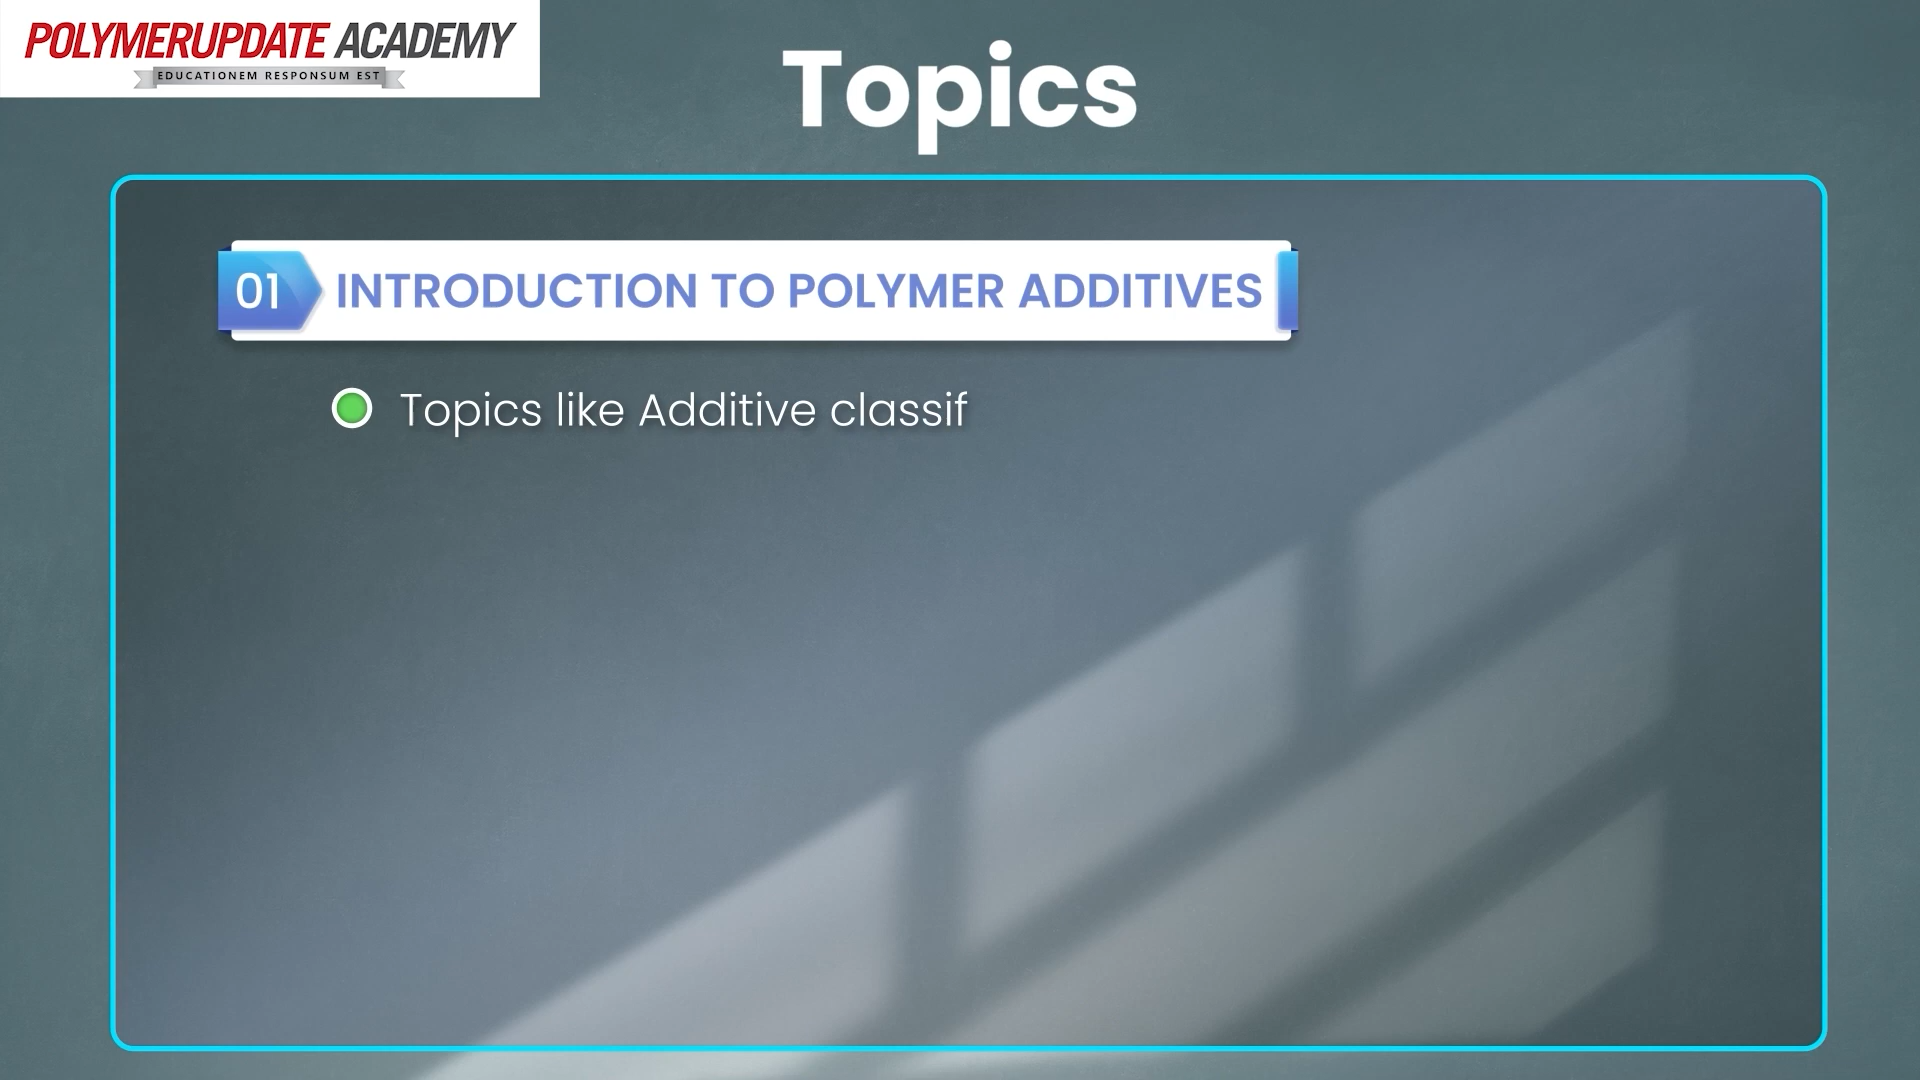 POLYMERUPDATE ACADEMY
EDUCATIONEM RESPONSUM EST
Topics
01 INTRODUCTION TO POLYMER ADDITIVES
Topics like Additive classif